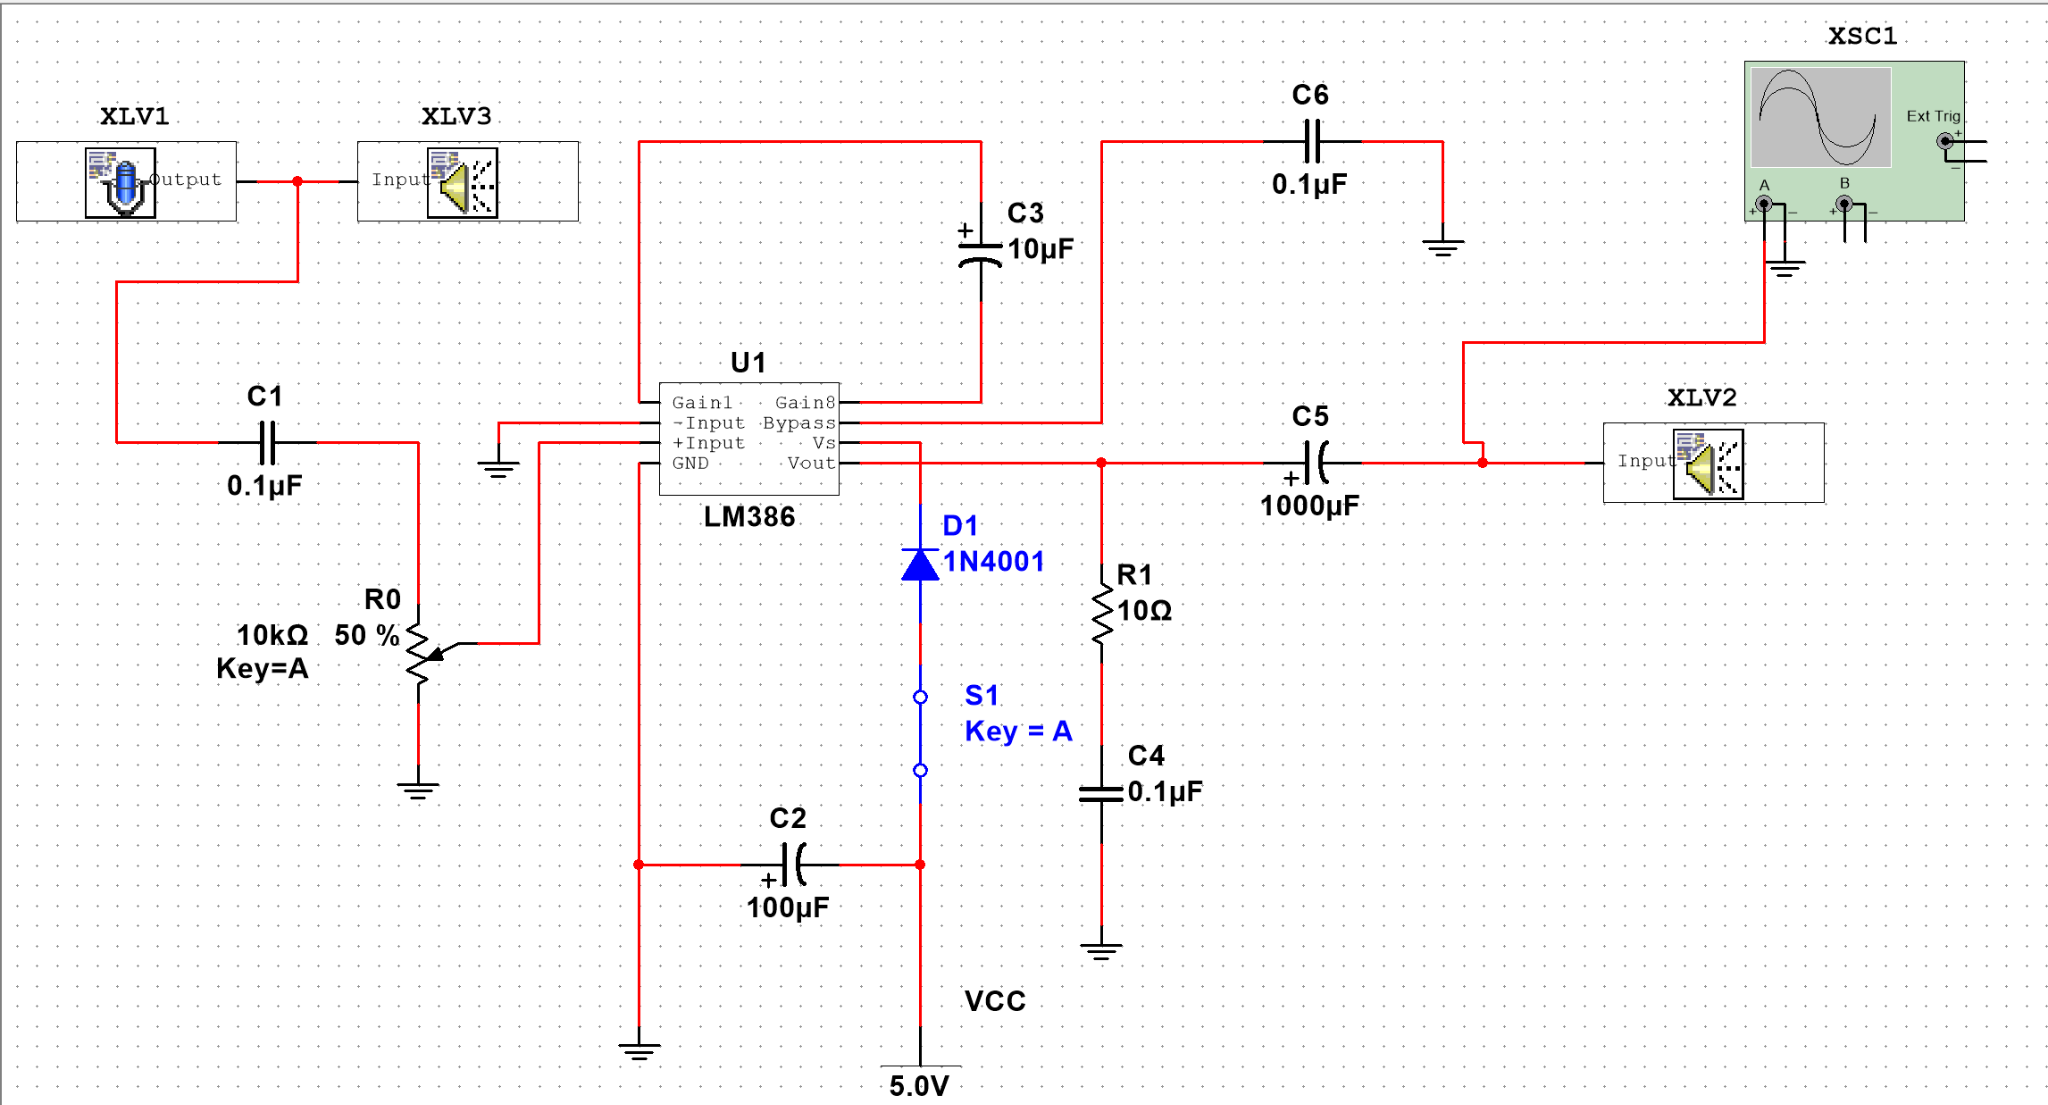 XSC1
C6
XLV1
XLV3
Ext Trig
+
−
Output
Input
0.1µF
A
B
+
−
+
−
C3
+
10µF
U1
C1
Gain1
Gain8
-Input
Bypass
+Input
Vs
GND
Vout
LM386
0.1µF
C5
+
1000µF
XLV2
Input
D1
1N4001
R1
10Ω
R0
10kΩ
50 %
Key=A
S1
Key = A
C4
0.1µF
C2
+
100µF
VCC
5.0V